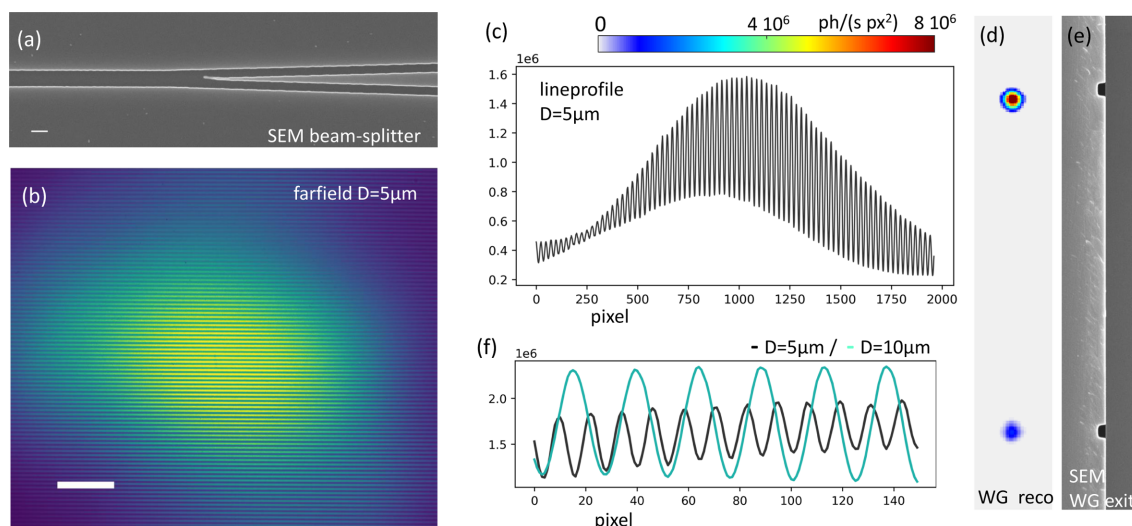 (a)
SEM beam-splitter
(b)
farfield D=5μm
(c)
0 4 10⁶ ph/(s px²) 8 10⁶
1e6
lineprofile
D=5μm
1.6
1.4
1.2
1.0
0.8
0.6
0.4
0.2
0 250 500 750 1000 1250 1500 1750 2000
pixel
(d)
WG reco
(e)
SEM
WG exit
(f)
D=5μm / D=10μm
1e6
2.0
1.5
0 20 40 60 80 100 120 140
pixel